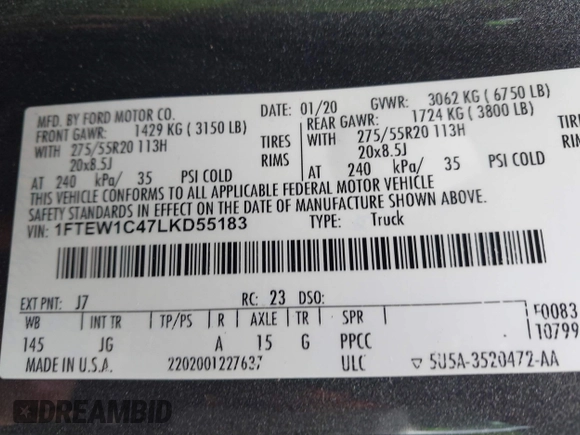 MFD. BY FORD MOTOR CO.
DATE: 01/20 GVWR: 3062 KG ( 6750 LB)
FRONT GAWR: 1429 KG ( 3150 LB) REAR GAWR: 1724 KG ( 3800 LB)
WITH 275/55R20 113H TIRES WITH 275/55R20 113H TIRES
20x8.5J RIMS 20x8.5J RIMS
AT 240 kPa/ 35 PSI COLD AT 240 kPa/ 35 PSI COLD
THIS VEHICLE CONFORMS TO ALL APPLICABLE FEDERAL MOTOR VEHICLE
SAFETY STANDARDS IN EFFECT ON THE DATE OF MANUFACTURE SHOWN ABOVE.
VIN: 1FTEW1C47LKD55183 TYPE: Truck
EXT PNT: J7 RC: 23 DSO:
WB INT TR TP/PS R AXLE TR SPR
145 JG A 15 G PPCC
F0083
10799
MADE IN U.S.A. 2202001227637 ULC ▽ 5U5A-3520472-AA
DREAMBID